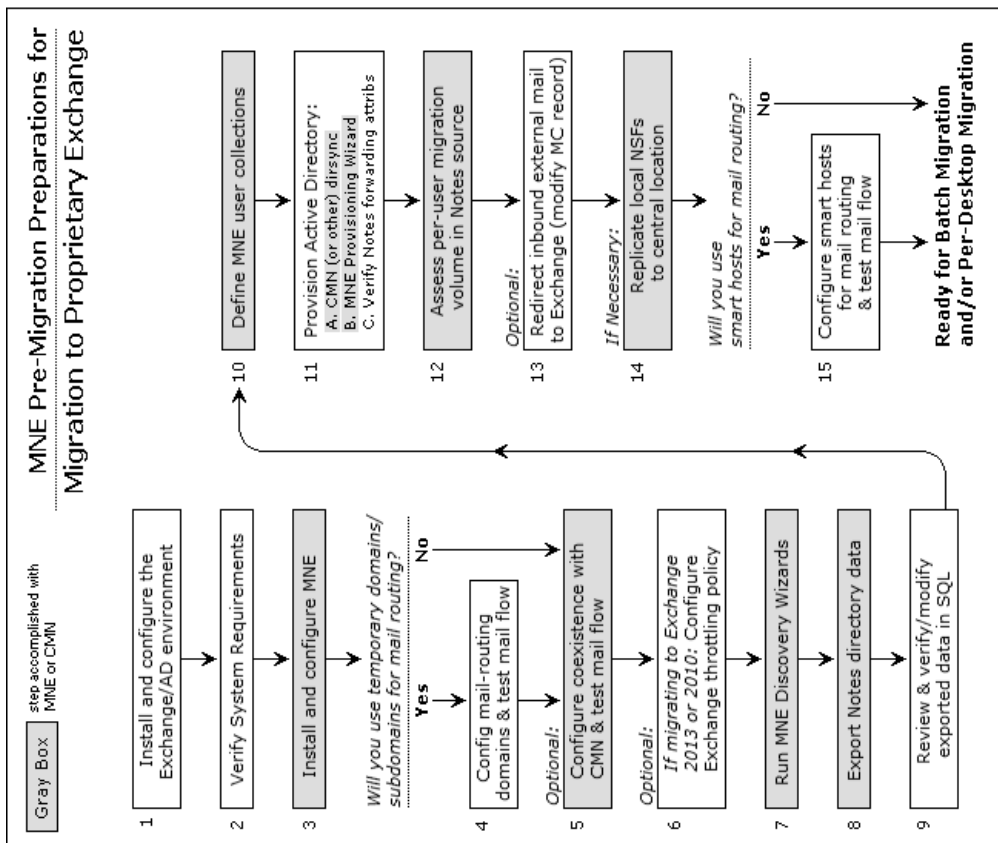 MNE Pre-Migration Preparations for
Migration to Proprietary Exchange
Gray Box
step accomplished with
MNE or CMN
1
Install and configure the
Exchange/AD environment
2
Verify System Requirements
3
Install and configure MNE
Will you use temporary domains/
subdomains for mail routing?
Yes
No
4
Config mail-routing
domains & test mail flow
Optional:
5
Configure coexistence with
CMN & test mail flow
Optional:
6
If migrating to Exchange
2013 or 2010: Configure
Exchange throttling policy
7
Run MNE Discovery Wizards
8
Export Notes directory data
9
Review & verify/modify
exported data in SQL
10
Define MNE user collections
11
Provision Active Directory:
A. CMN (or other) dirsync
B. MNE Provisioning Wizard
C. Verify Notes forwarding attribs
12
Assess per-user migration
volume in Notes source
Optional:
13
Redirect inbound external mail
to Exchange (modify MC record)
If Necessary:
14
Replicate local NSFs
to central location
Will you use
smart hosts for mail routing?
Yes
No
15
Configure smart hosts
for mail routing
& test mail flow
Ready for Batch Migration
and/or Per-Desktop Migration